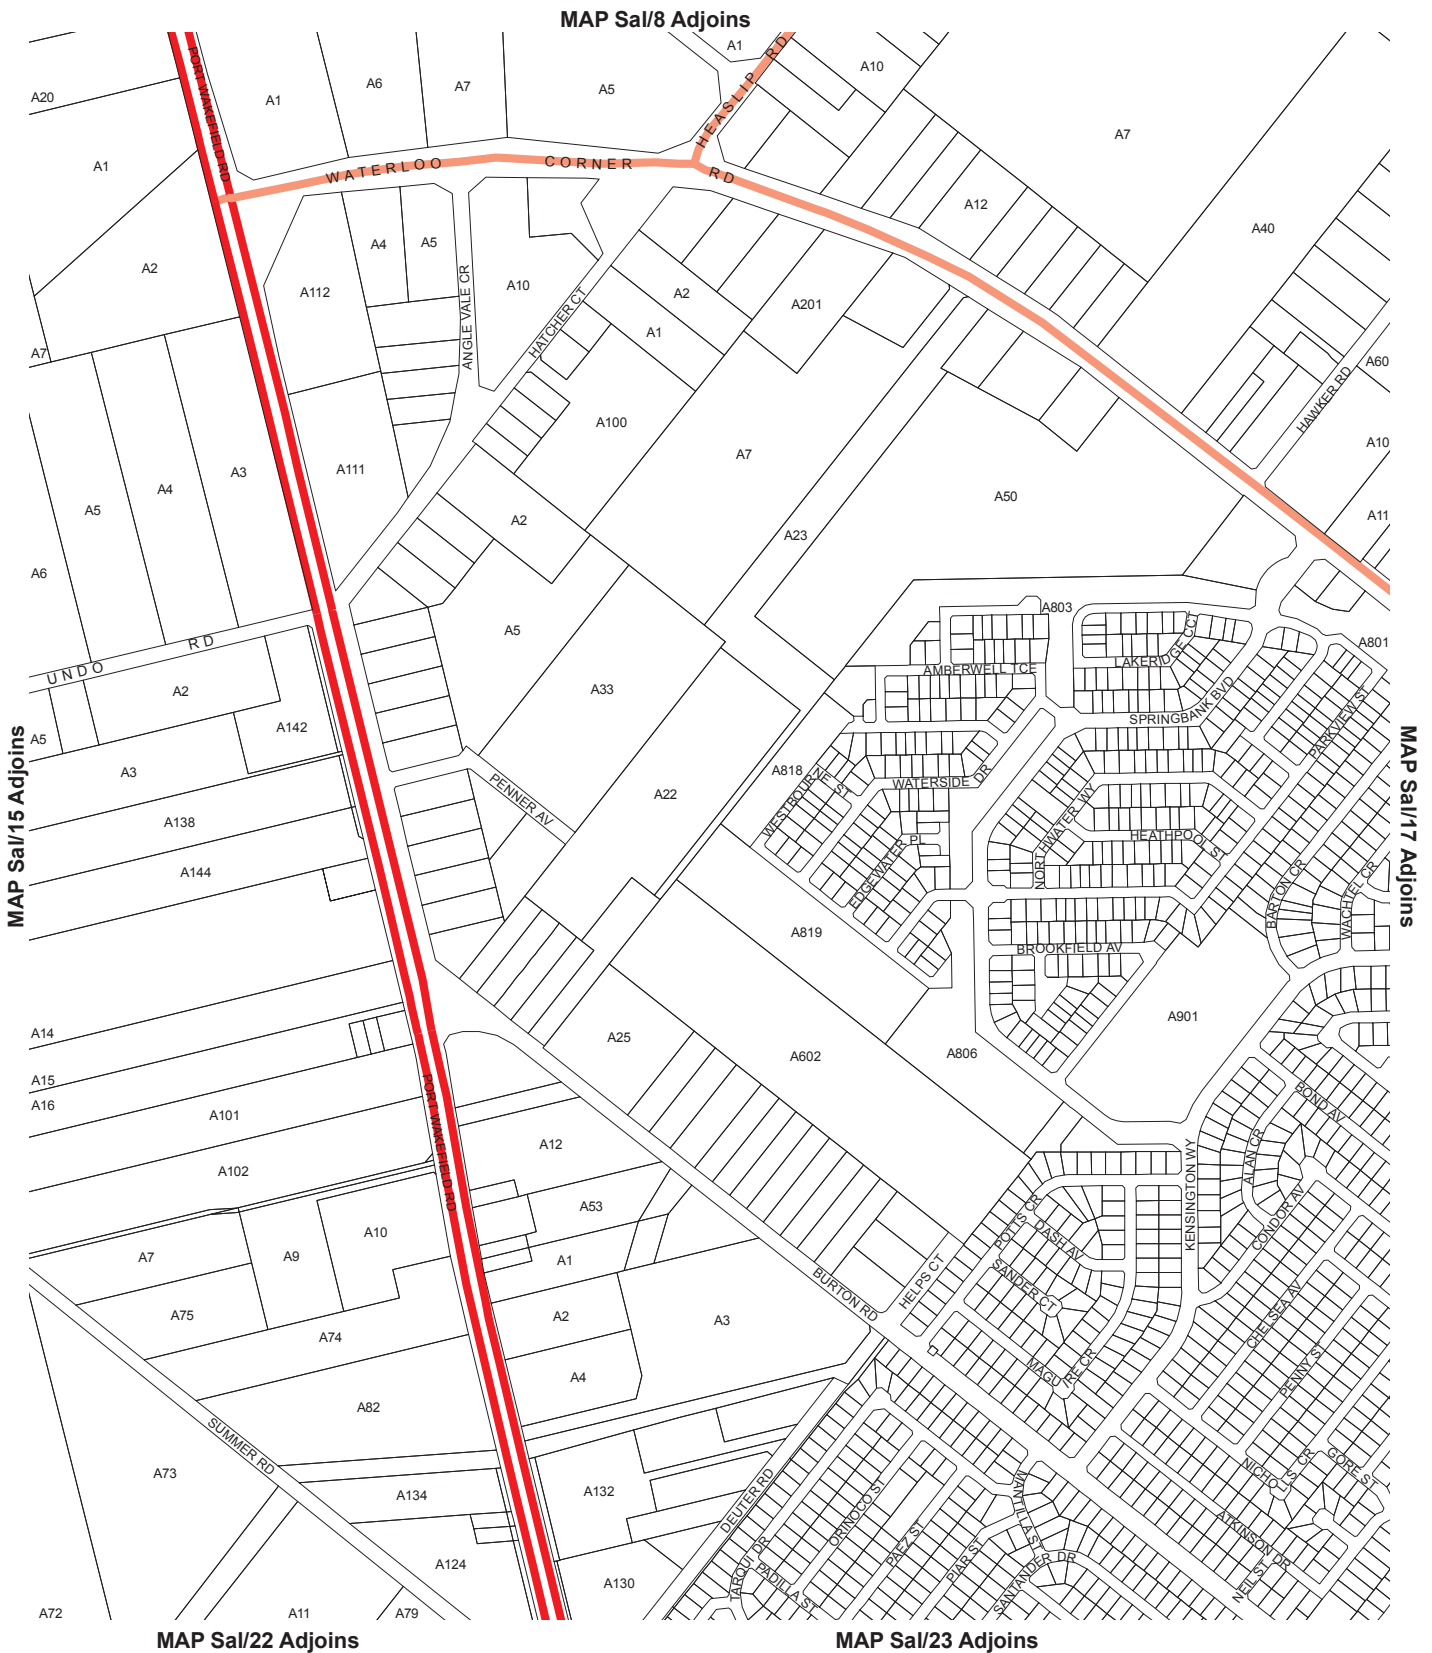 MAP Sal/8 Adjoins
A1
A10
A20
A1
A6
A7
A5
PORT WAKEFIELD RD
HEASLIP RD
A7
A1
WATERLOO CORNER RD
A12
A40
A4
A5
A2
A112
A10
A2
A201
ANGLE VALE CR
HATCHER CT
A1
A7
A60
HAWKER RD
A100
A10
A3
A111
A7
A4
A5
A50
A2
A11
A23
A6
A803
A5
UNDO RD
A801
AMBERWELL TCE
LAKERIDGE CCT
A2
A33
SPRINGBANK BVD
PARKVIEW ST
A142
A5
A3
A818
WESTBOURNE ST
WATERSIDE DR
PENNER AV
A22
NORTHWATER WY
MAP Sal/15 Adjoins
MAP Sal/17 Adjoins
A138
HEATHPOOL ST
EDGEWATER PL
A144
BARTON CR
WACHTEL CR
A819
BROOKFIELD AV
A14
A25
A901
A602
A806
A15
A16
A101
PORT WAKEFIELD RD
BOND AV
A12
ALAN CR
A102
KENSINGTON WY
CONDOR AV
A53
POTTS CR
DASH AV
A10
A7
A9
A1
SANDER CT
HELPS CT
BURTON RD
A75
A2
A3
CHELSEA AV
A74
PENNY ST
A4
MAGUIRE CR
A82
SUMMER RD
A73
NICHOLLS CR
GORE ST
DEUTER RD
ORINOCO ST
MANTILLA ST
A134
A132
ATKINSON DR
PAEZ ST
PIAR ST
TARQUI DR
PADILLA ST
SANTANDER DR
NEIL ST
A124
A130
A72
A11
A79
MAP Sal/22 Adjoins
MAP Sal/23 Adjoins